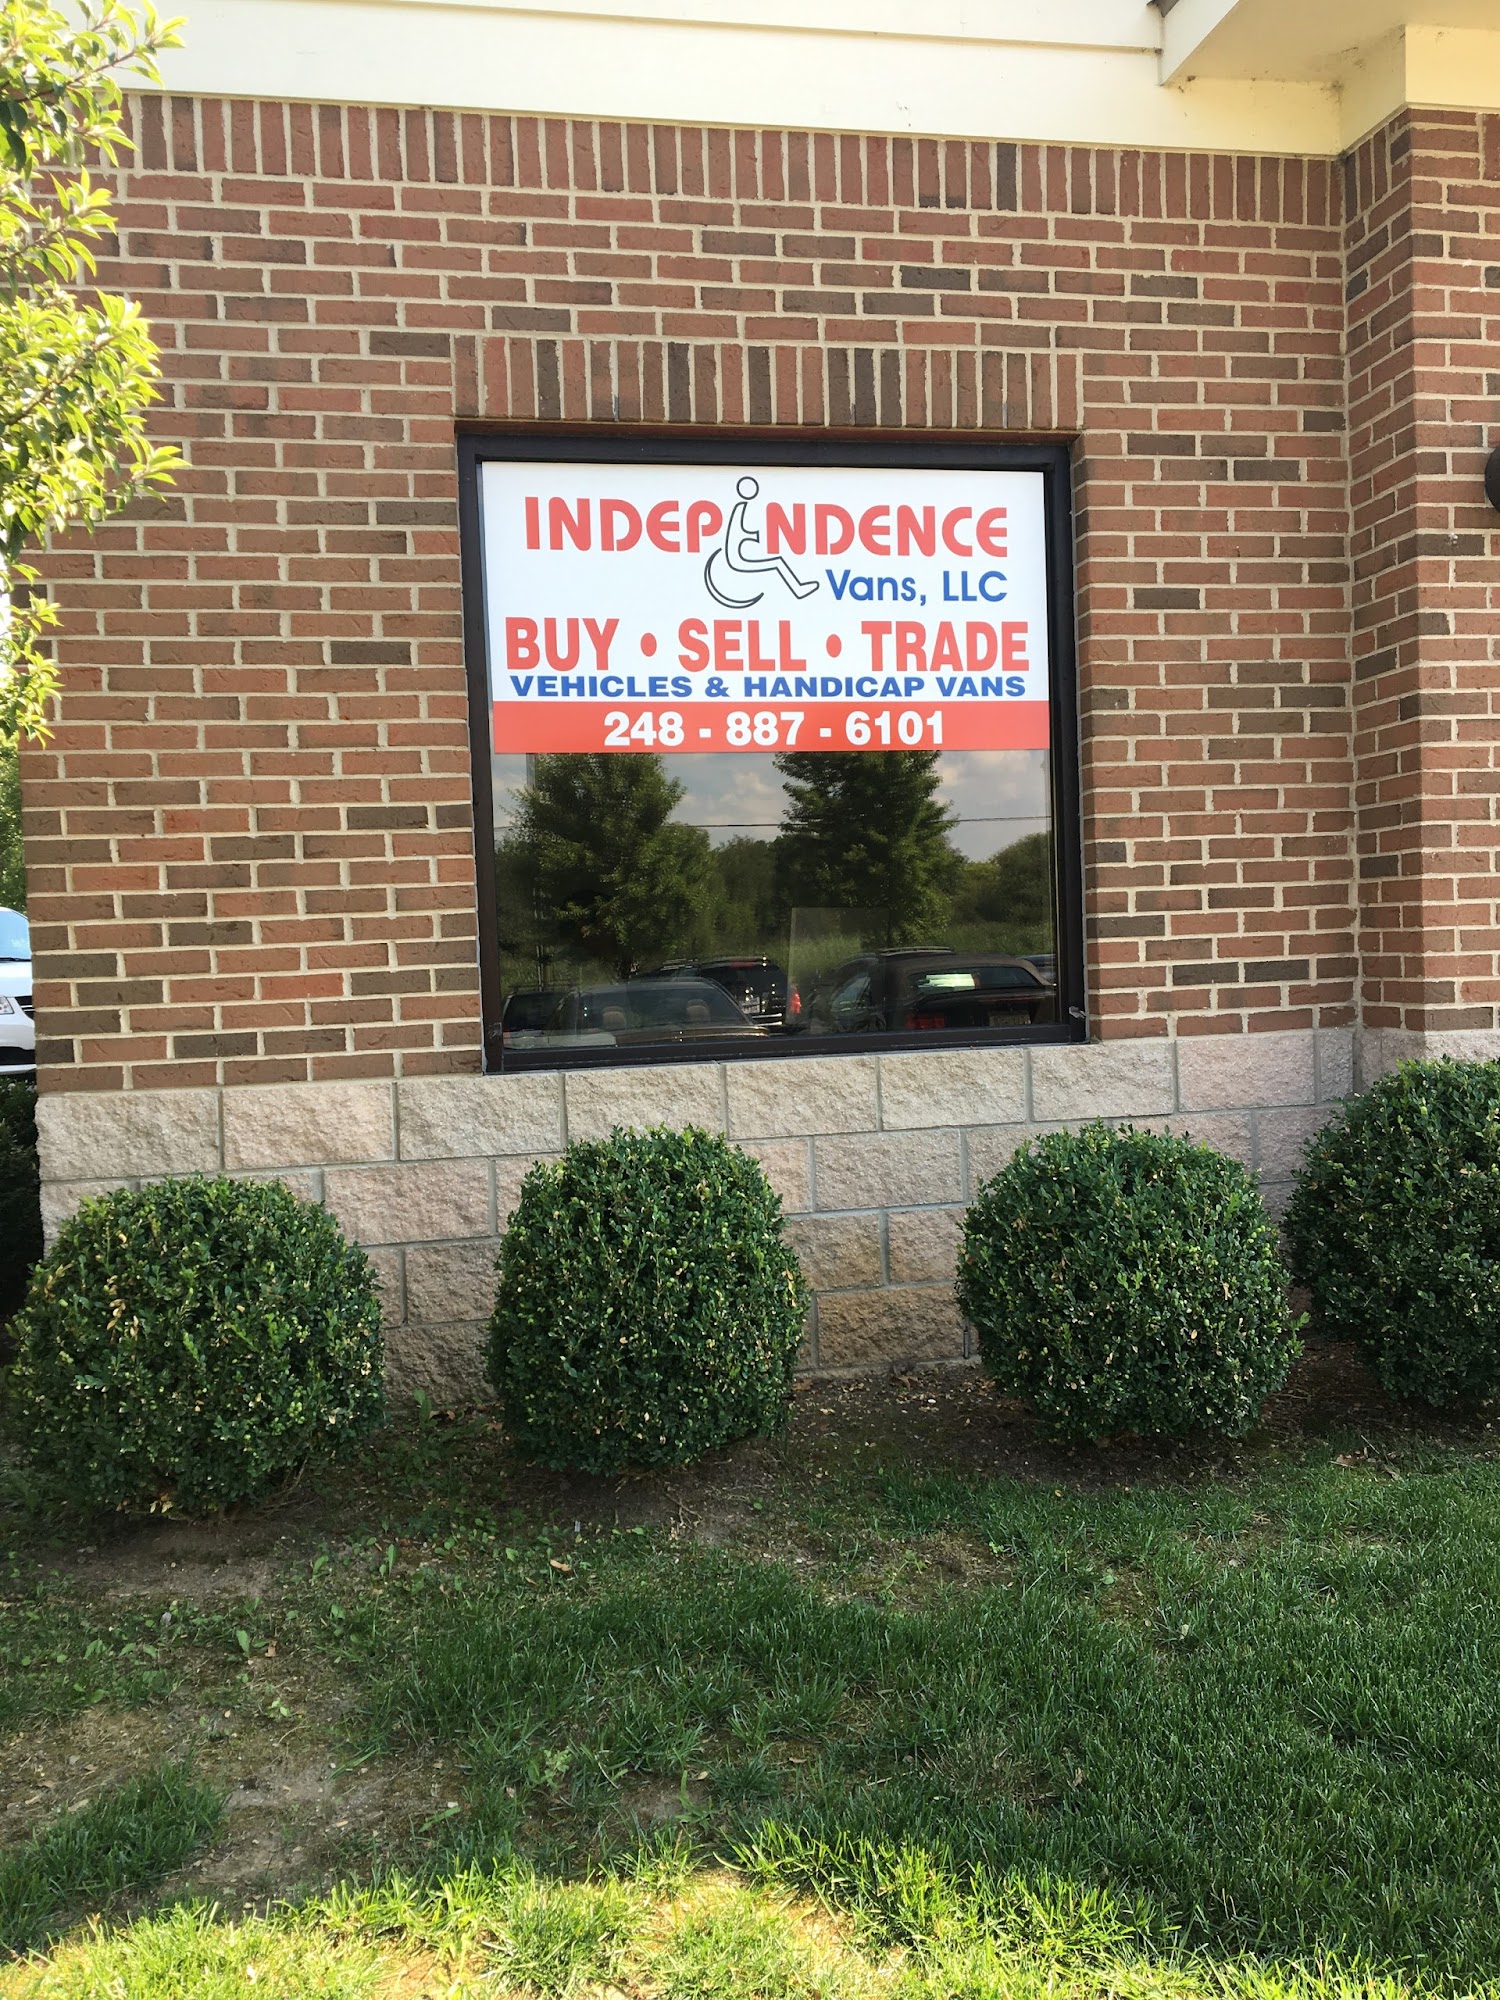 INDEPENDENCE
Vans, LLC
BUY • SELL • TRADE
VEHICLES & HANDICAP VANS
248 - 887 - 6101